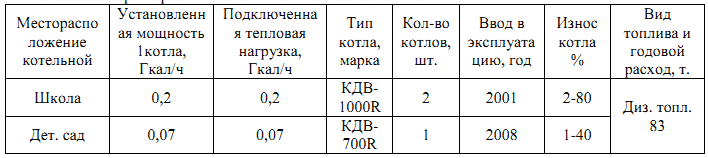 Месторасположение котельной | Установленная мощность 1котла, Гкал/ч | Подключенная тепловая нагрузка, Гкал/ч | Тип котла, марка | Кол-во котлов, шт. | Ввод в эксплуатацию, год | Износ котла % | Вид топлива и годовой расход, т.
Школа | 0,2 | 0,2 | КДВ-1000R | 2 | 2001 | 2-80 | Диз. топл. 83
Дет. сад | 0,07 | 0,07 | КДВ-700R | 1 | 2008 | 1-40